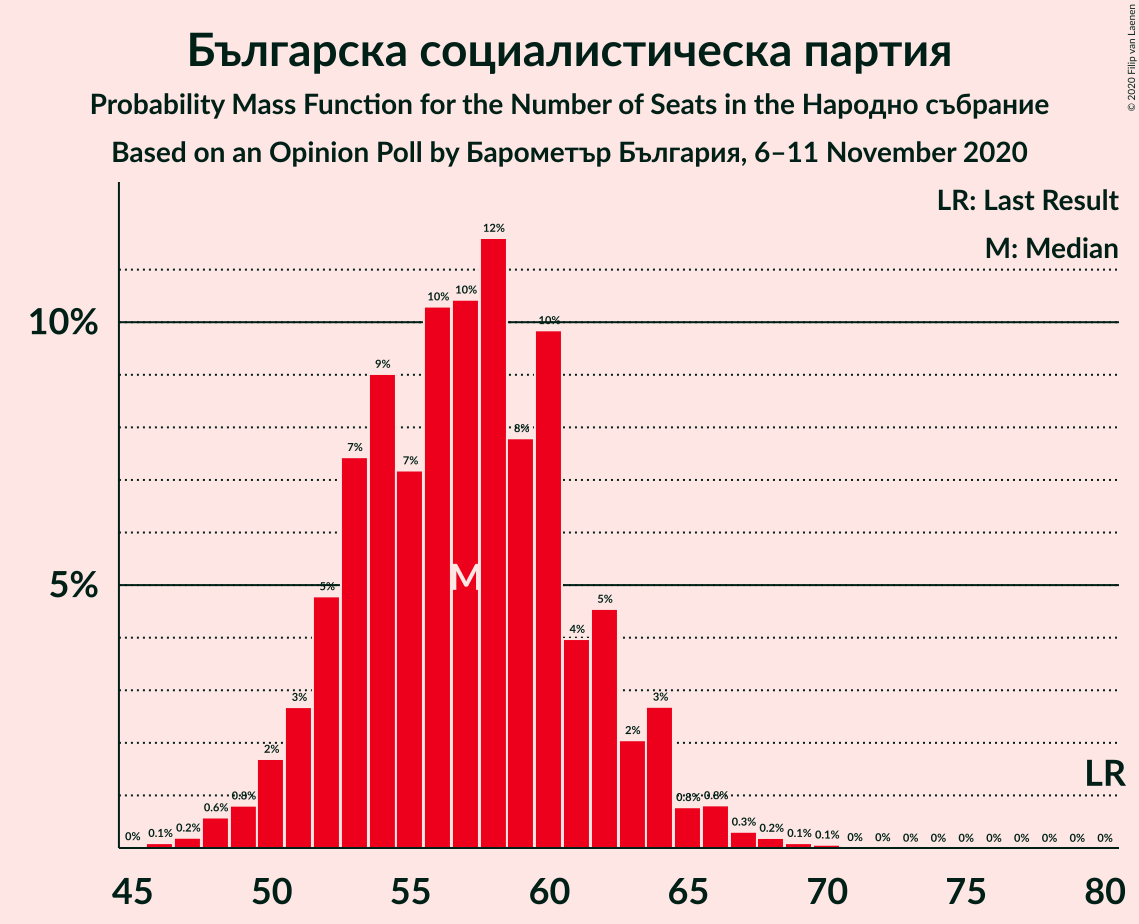 Българска социалистическа партия
Probability Mass Function for the Number of Seats in the Народно събрание
Based on an Opinion Poll by Барометър България, 6–11 November 2020
© 2020 Filip van Laenen
LR: Last Result
M: Median
10%
5%
0% 0.1% 0.2% 0.6% 0.8% 2% 3% 5% 7% 9% 7% 10% 10% 12% 8% 10% 4% 5% 2% 3% 0.8% 0.8% 0.3% 0.2% 0.1% 0.1% 0% 0% 0% 0% 0% 0% 0% 0% 0% 0%
M
LR
45 50 55 60 65 70 75 80